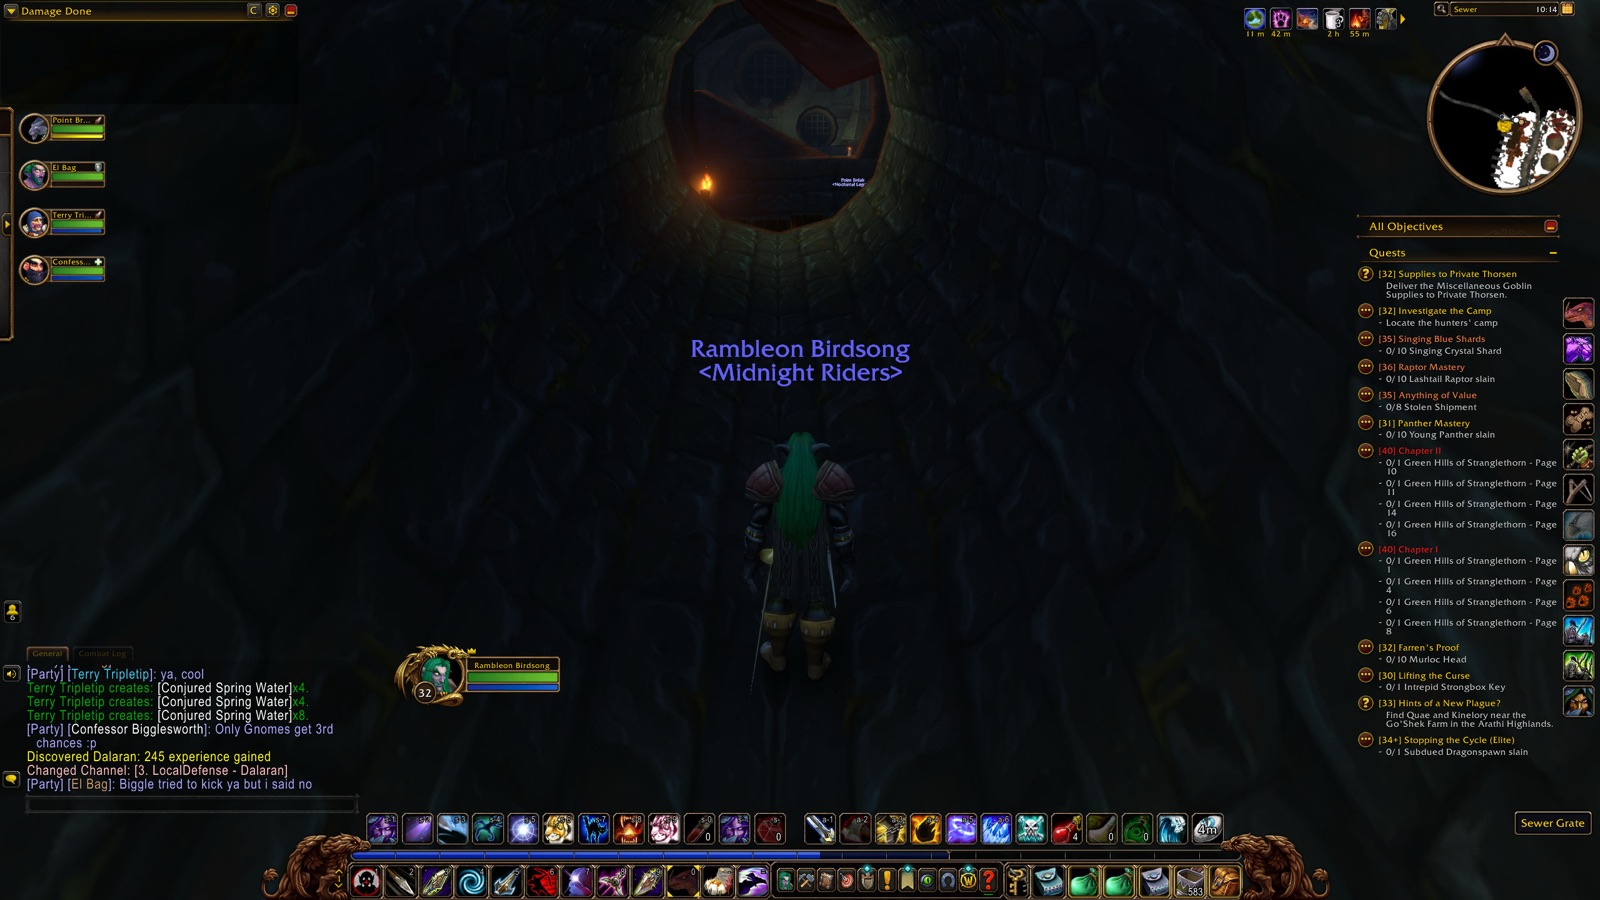 Damage Done
C
11 m
42 m
2 h
55 m
Sewer
10:14
Point Br...
El Bag
Terry Tri...
Confess...
Rambleon Birdsong
<Midnight Riders>
All Objectives
Quests
[32] Supplies to Private Thorsen
Deliver the Miscellaneous Goblin
Supplies to Private Thorsen.
[32] Investigate the Camp
- Locate the hunters' camp
[35] Singing Blue Shards
- 0/10 Singing Crystal Shard
[36] Raptor Mastery
- 0/10 Lashtail Raptor slain
[35] Anything of Value
- 0/8 Stolen Shipment
[31] Panther Mastery
- 0/10 Young Panther slain
[40] Chapter II
- 0/1 Green Hills of Stranglethorn - Page
10
- 0/1 Green Hills of Stranglethorn - Page
11
- 0/1 Green Hills of Stranglethorn - Page
14
- 0/1 Green Hills of Stranglethorn - Page
16
[40] Chapter I
- 0/1 Green Hills of Stranglethorn - Page
1
- 0/1 Green Hills of Stranglethorn - Page
4
- 0/1 Green Hills of Stranglethorn - Page
6
- 0/1 Green Hills of Stranglethorn - Page
8
[32] Farren's Proof
- 0/10 Murloc Head
[30] Lifting the Curse
- 0/1 Intrepid Strongbox Key
[33] Hints of a New Plague?
Find Quae and Kinelory near the
Go'Shek Farm in the Arathi Highlands.
[34+] Stopping the Cycle (Elite)
- 0/1 Subdued Dragonspawn slain
6
General
Combat Log
[Party] [Terry Tripletip]: ya, cool
Terry Tripletip creates: [Conjured Spring Water]x4.
Terry Tripletip creates: [Conjured Spring Water]x4.
Terry Tripletip creates: [Conjured Spring Water]x8.
[Party] [Confessor Bigglesworth]: Only Gnomes get 3rd
chances :p
Discovered Dalaran: 245 experience gained
Changed Channel: [3. LocalDefense - Dalaran]
[Party] [El Bag]: Biggle tried to kick ya but i said no
Rambleon Birdsong
32
Sewer Grate
4m
583